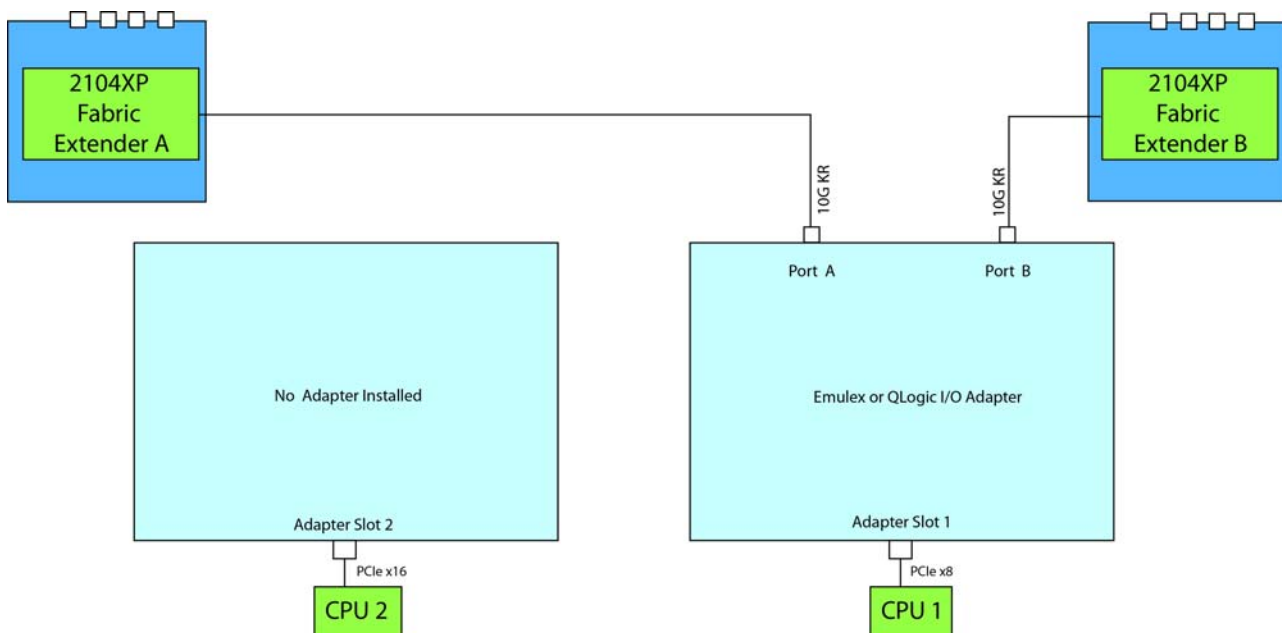 2104XP
Fabric
Extender A
2104XP
Fabric
Extender B
10G KR
10G KR
Port A
Port B
No Adapter Installed
Emulex or QLogic I/O Adapter
Adapter Slot 2
Adapter Slot 1
PCIe x16
PCIe x8
CPU 2
CPU 1